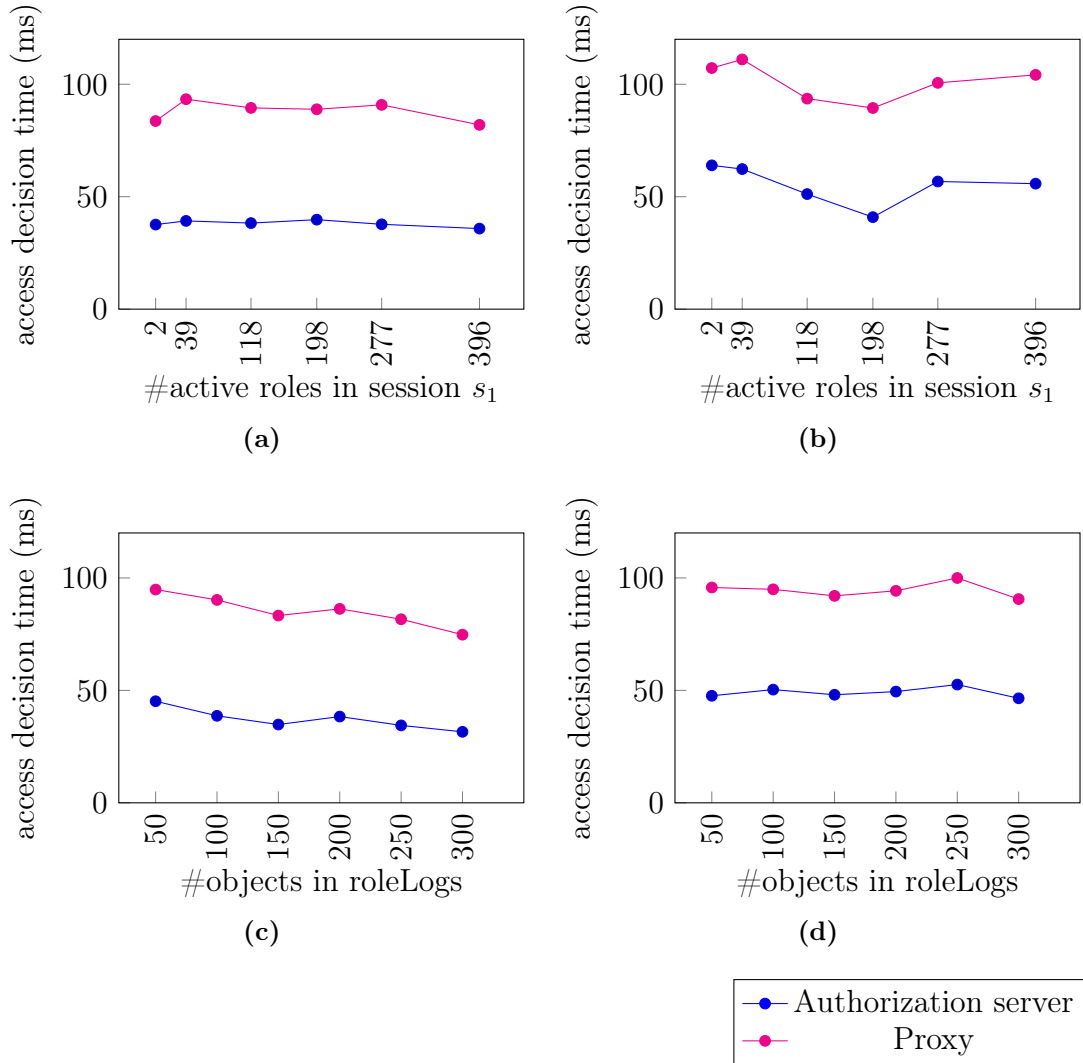 access decision time (ms)
100
50
0
2
39
118
198
277
396
#active roles in session s₁
(a)
access decision time (ms)
100
50
0
2
39
118
198
277
396
#active roles in session s₁
(b)
access decision time (ms)
100
50
0
50
100
150
200
250
300
#objects in roleLogs
(c)
access decision time (ms)
100
50
0
50
100
150
200
250
300
#objects in roleLogs
(d)
Authorization server
Proxy